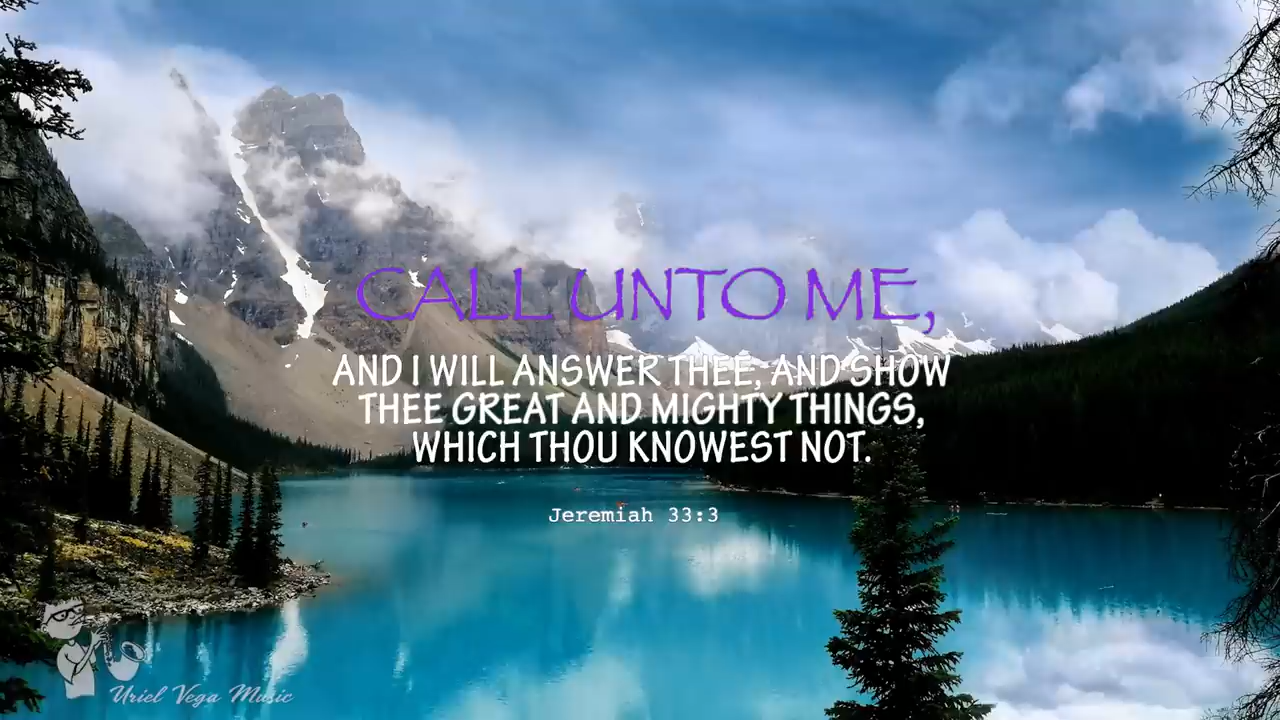 CALL UNTO ME,
AND I WILL ANSWER THEE, AND SHOW
THEE GREAT AND MIGHTY THINGS,
WHICH THOU KNOWEST NOT.
Jeremiah 33:3
Uriel Vega Music